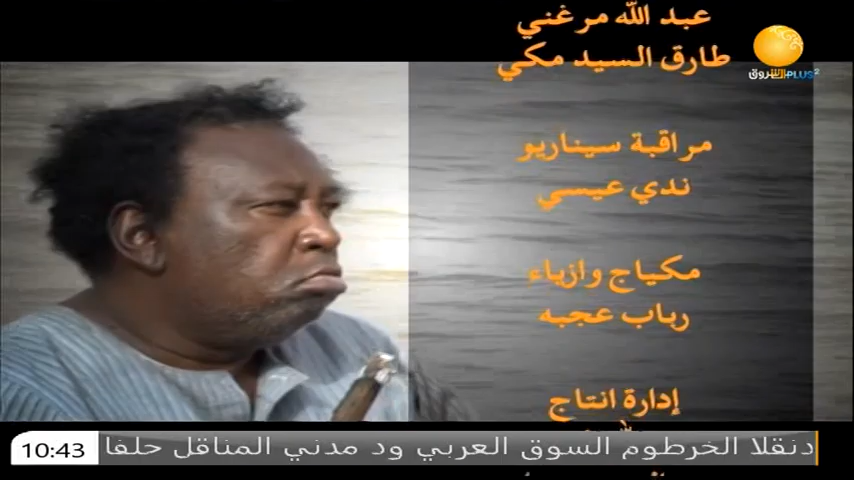 عبد الله مرغني
طارق السيد مكي
الشروق PLUS²
مراقبة سيناريو
ندي عيسي
مكياج وازياء
رباب عجبه
إدارة انتاج
10:43
دنقلا الخرطوم السوق العربي ود مدني المناقل حلفا